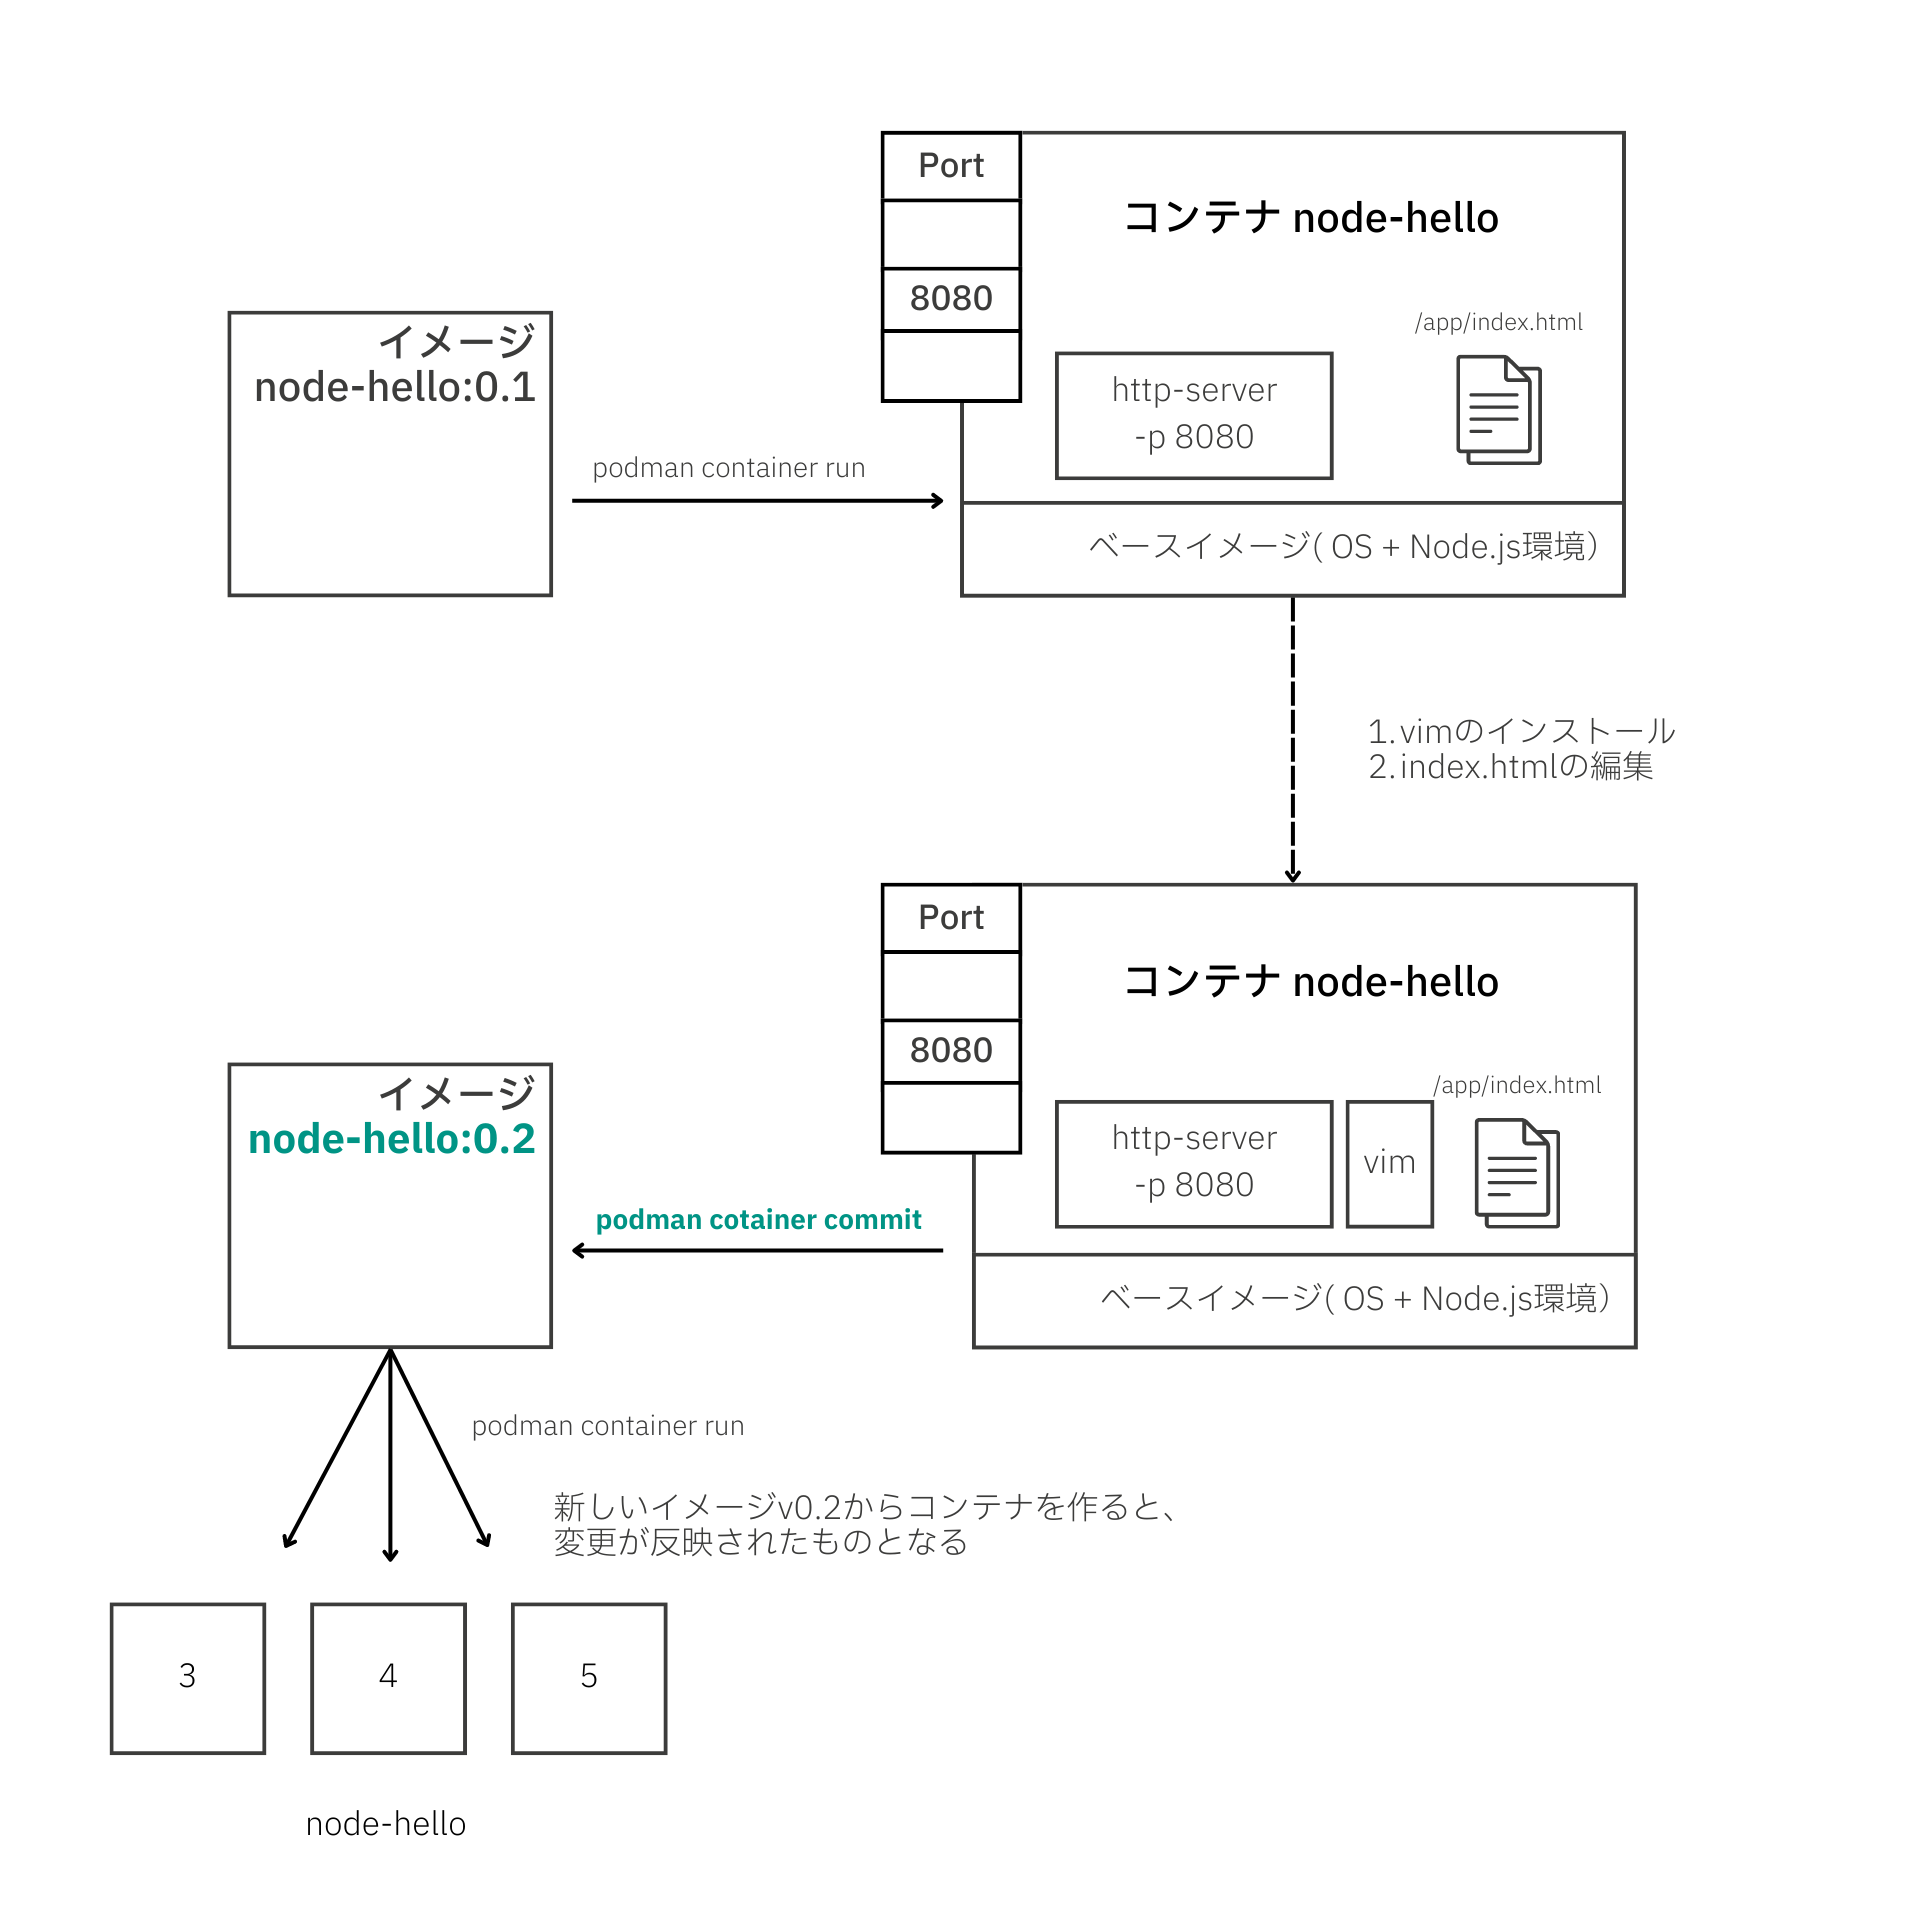 Port
コンテナ node-hello
8080
/app/index.html
イメージ
node-hello:0.1
http-server
-p 8080
podman container run
ベースイメージ( OS + Node.js環境）
1.vimのインストール
2.index.htmlの編集
Port
コンテナ node-hello
8080
/app/index.html
イメージ
node-hello:0.2
http-server
-p 8080
vim
podman cotainer commit
ベースイメージ( OS + Node.js環境）
podman container run
新しいイメージv0.2からコンテナを作ると、
変更が反映されたものとなる
3
4
5
node-hello